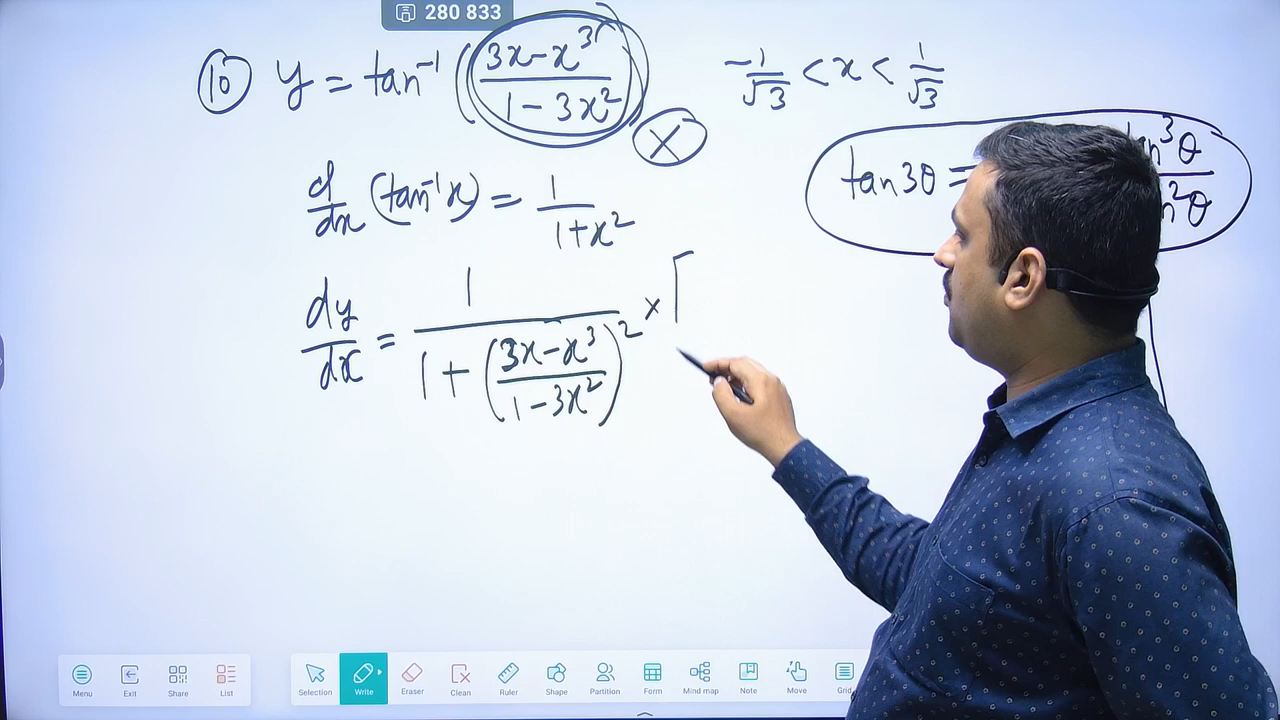 280 833
(10) y = tan⁻¹ ( (3x-x³)/(1-3x²) ) -1/√3 < x < 1/√3
X
d/dx (tan⁻¹x) = 1/(1+x²)
tan3θ =
dy/dx = 1/(1+((3x-x³)/(1-3x²))²) × [
Menu Exit Share List Selection Write Eraser Clean Ruler Shape Partition Form Mind map Note Move Grid